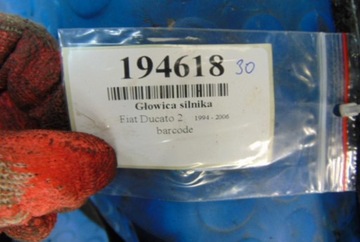 194618 30
Głowica silnika
Fiat Ducato 2 1994 - 2006
barcode